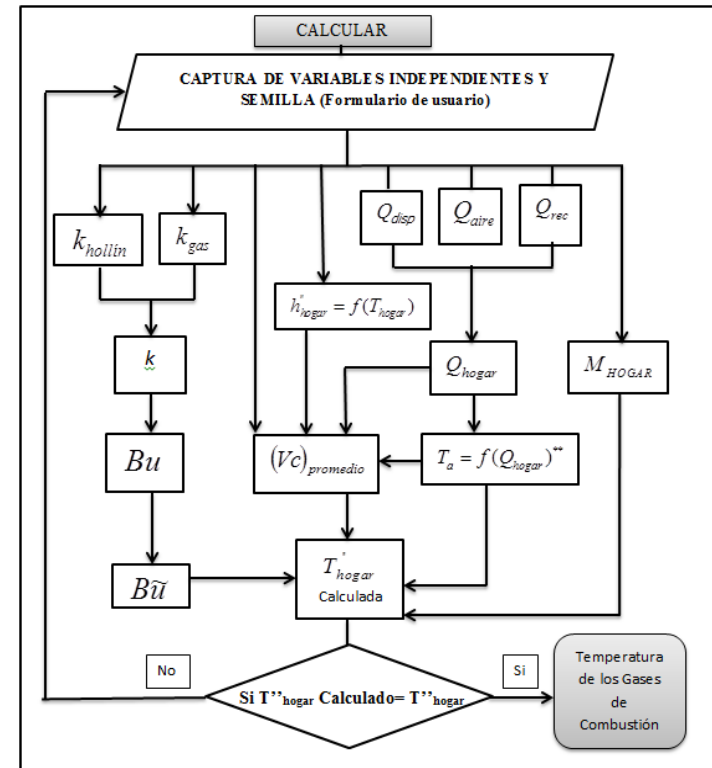 CALCULAR
CAPTURA DE VARIABLES INDEPENDIENTES Y
SEMILLA (Formulario de usuario)
k_hollín
k_gas
Q_disp
Q_aire
Q_rec
h"_hogar = f(T_hogar)
k
Q_hogar
M_HOGAR
Bu
(Vc)_promedio
T_a = f(Q_hogar)**
Bũ
T"_hogar
Calculada
No
Si T’’hogar Calculado= T’’hogar
Si
Temperatura
de los Gases
de
Combustión